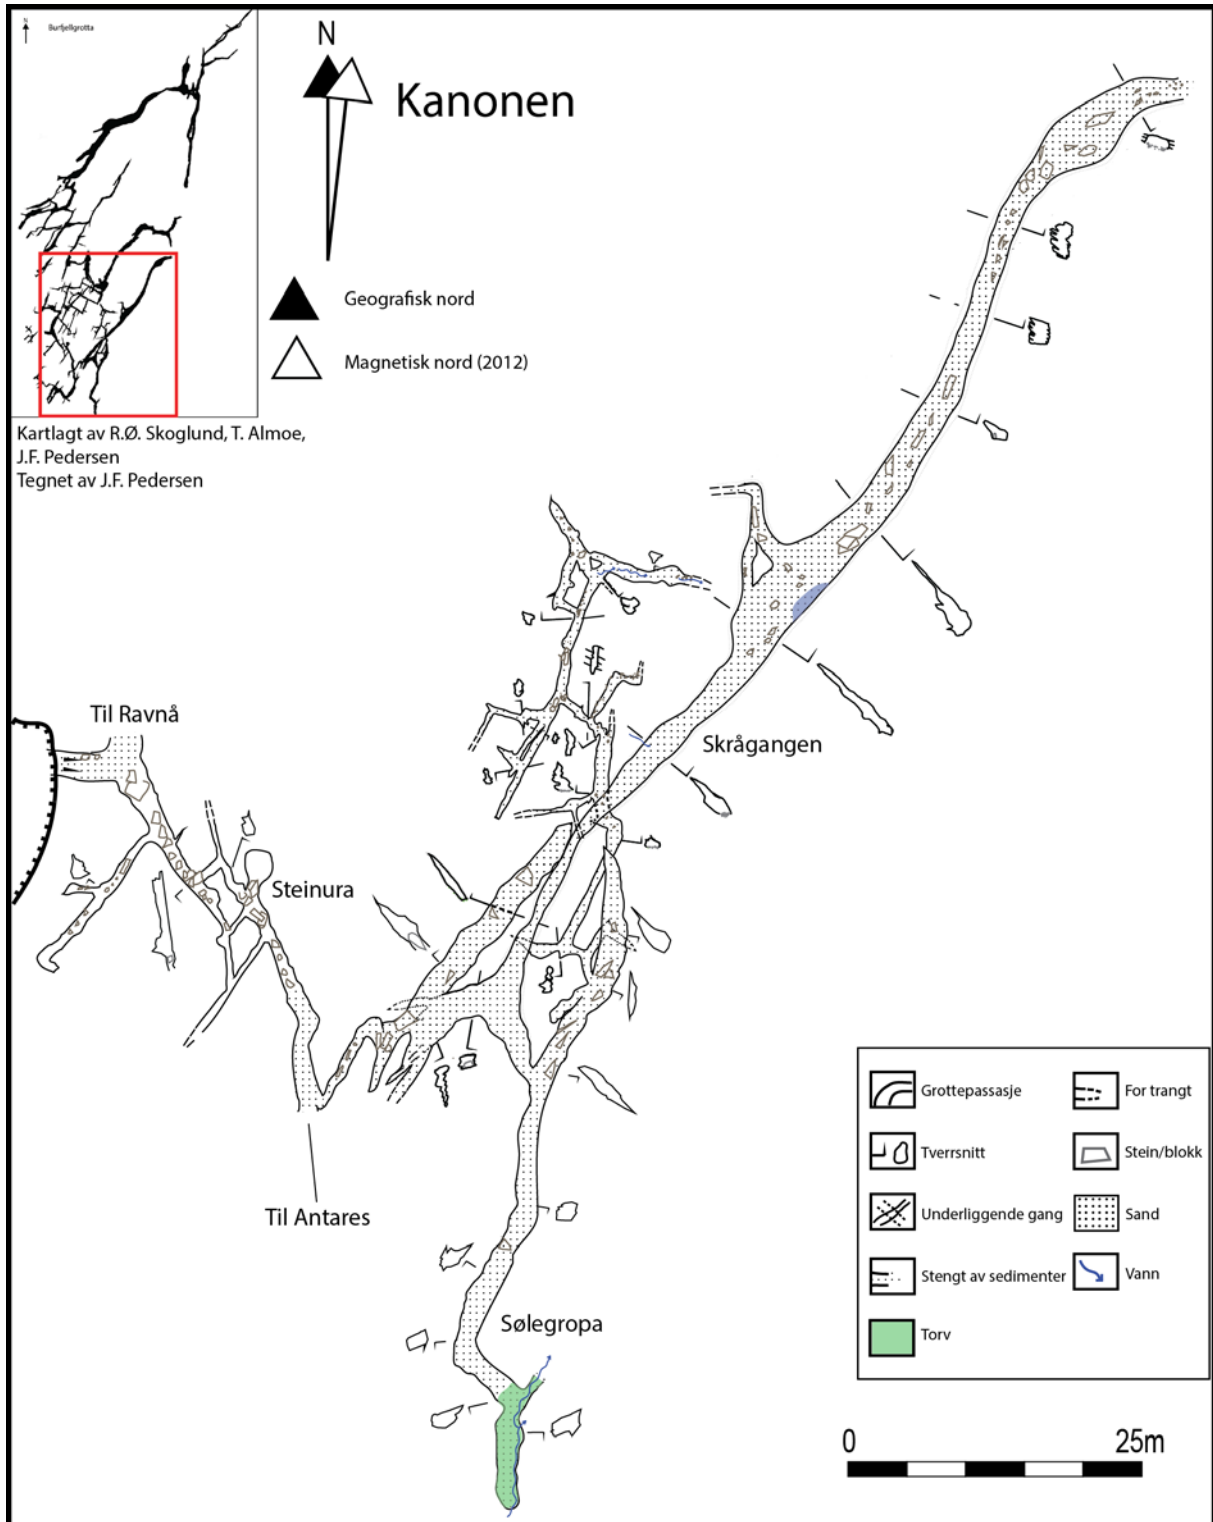 N
Burfjellgrotta
N
Kanonen
Geografisk nord
Magnetisk nord (2012)
Kartlagt av R.Ø. Skoglund, T. Almoe,
J.F. Pedersen
Tegnet av J.F. Pedersen
Til Ravnå
Skrågangen
Steinura
Til Antares
Sølegropa
Grottepassasje
For trangt
Tverrsnitt
Stein/blokk
Underliggende gang
Sand
Stengt av sedimenter
Vann
Torv
0 25m